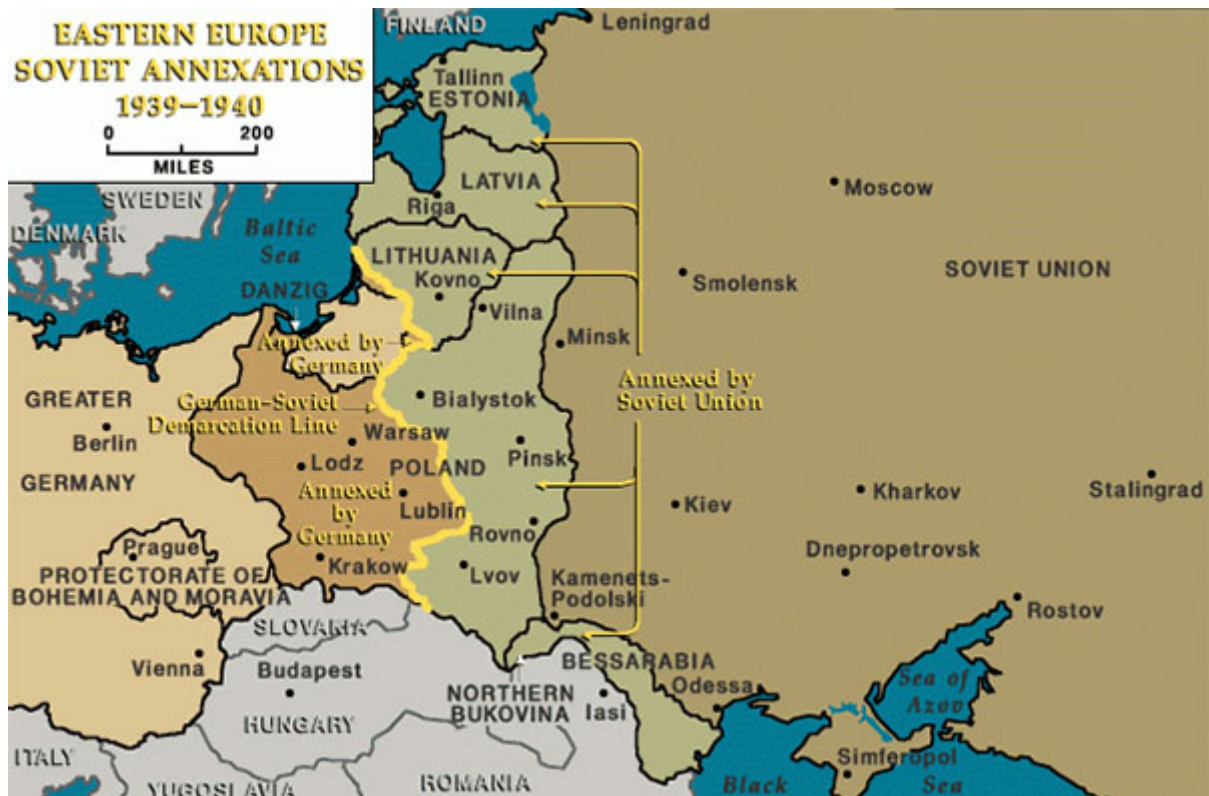 EASTERN EUROPE
SOVIET ANNEXATIONS
1939–1940
0 200
MILES
FINLAND
Leningrad
Tallinn
ESTONIA
LATVIA
Riga
Moscow
SWEDEN
DENMARK
Baltic
Sea
LITHUANIA
Kovno
Vilna
Smolensk
SOVIET UNION
DANZIG
Minsk
Annexed by
Germany
Annexed by
Soviet Union
GREATER
Berlin
GERMANY
German-Soviet
Demarcation Line
Bialystok
Warsaw
Lodz
POLAND
Pinsk
Annexed
by
Germany
Lublin
Rovno
Kiev
Kharkov
Stalingrad
Prague
PROTECTORATE OF
BOHEMIA AND MORAVIA
Krakow
Lvov
Kamenets-
Podolski
Dnepropetrovsk
Rostov
SLOVAKIA
Vienna
Budapest
HUNGARY
NORTHERN
BUKOVINA
BESSARABIA
Iasi
Odessa
Sea of
Azov
Simferopol
ITALY
YUGOSLAVIA
ROMANIA
Black
Sea